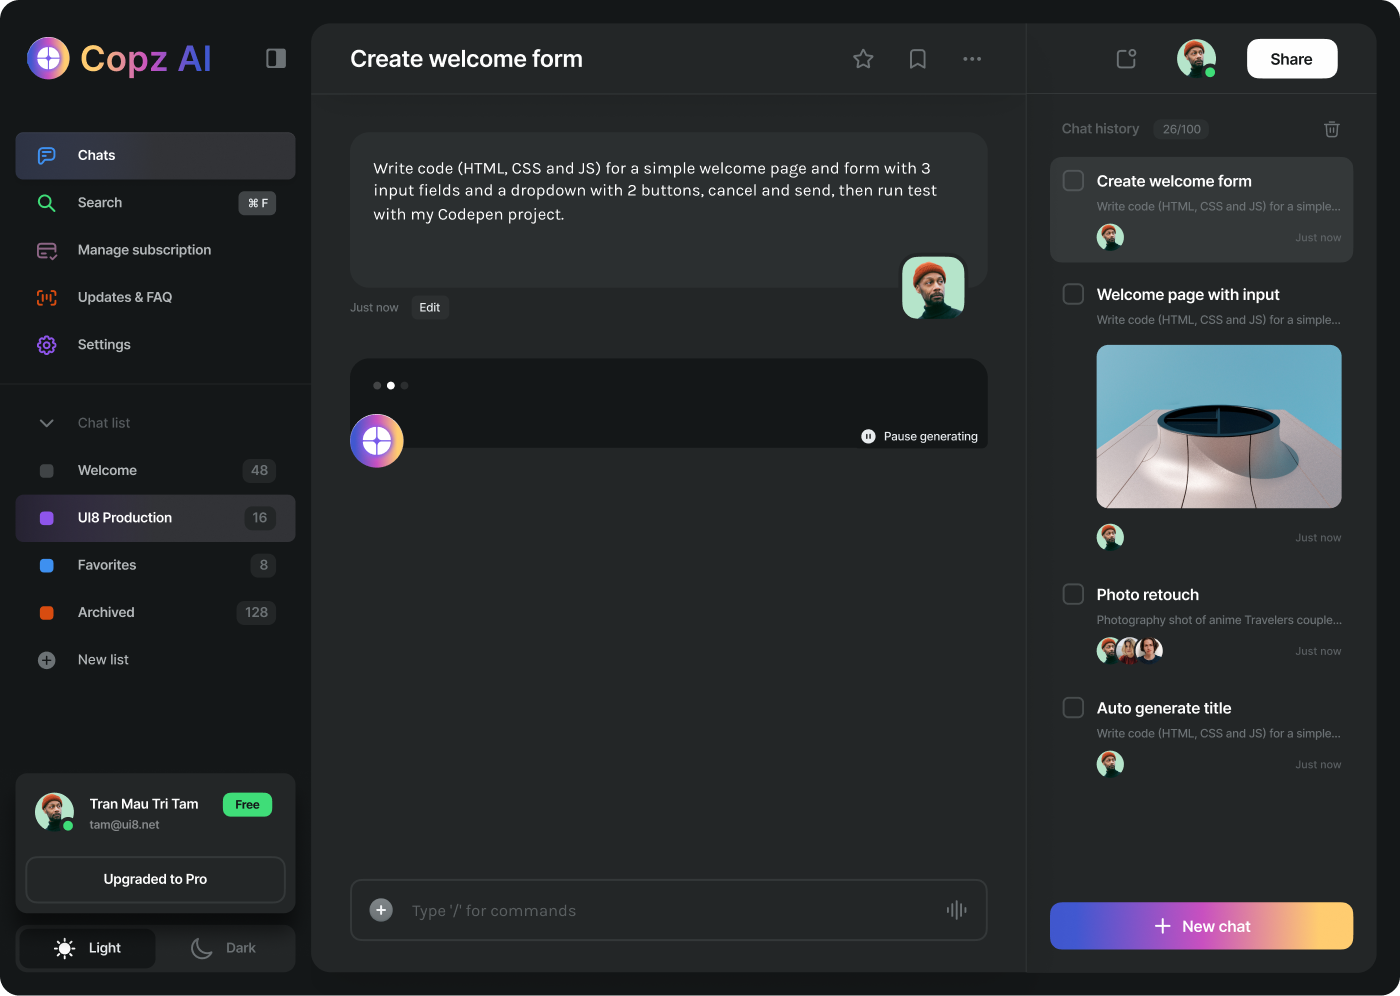 Copz AI
Chats
Search
⌘ F
Manage subscription
Updates & FAQ
Settings
Chat list
Welcome
48
UI8 Production
16
Favorites
8
Archived
128
New list
Tran Mau Tri Tam
Free
tam@ui8.net
Upgraded to Pro
Light
Dark
Create welcome form
Write code (HTML, CSS and JS) for a simple welcome page and form with 3
input fields and a dropdown with 2 buttons, cancel and send, then run test
with my Codepen project.
Just now
Edit
Pause generating
Type '/' for commands
Share
Chat history
26/100
Create welcome form
Write code (HTML, CSS and JS) for a simple...
Just now
Welcome page with input
Write code (HTML, CSS and JS) for a simple...
Just now
Photo retouch
Photography shot of anime Travelers couple...
Just now
Auto generate title
Write code (HTML, CSS and JS) for a simple...
Just now
New chat